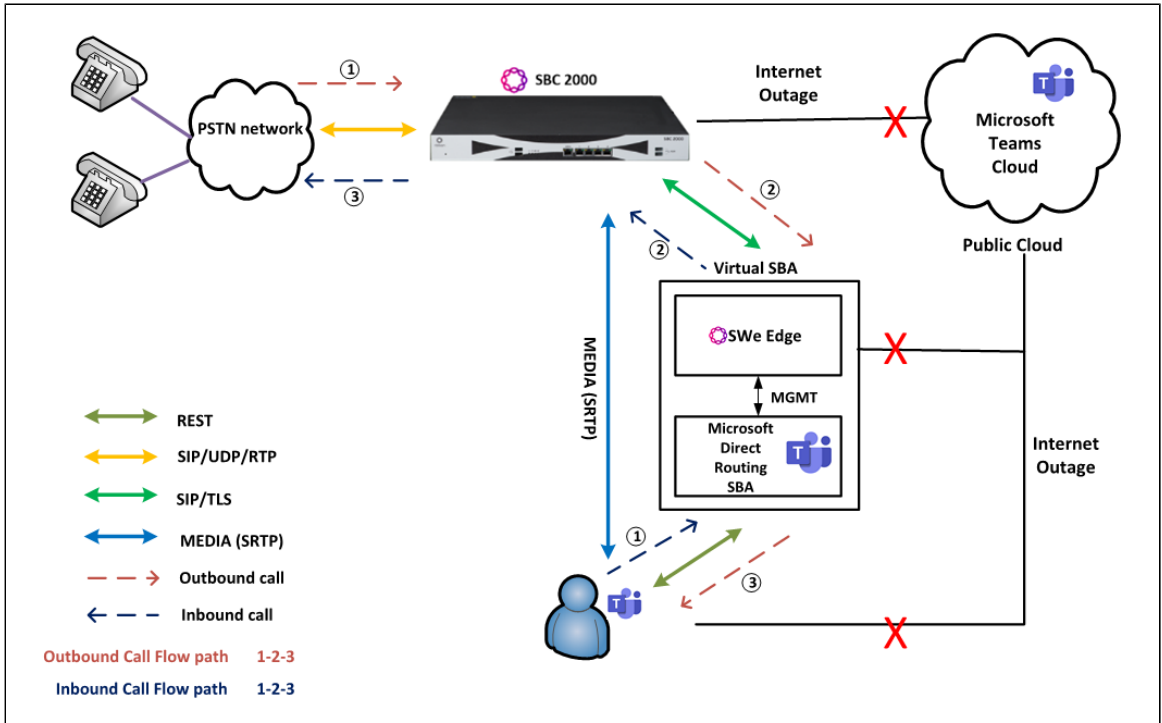 ①
SBC 2000
Internet
Outage
Microsoft
Teams
Cloud
PSTN network
SBC 2000
③
②
②
Public Cloud
Virtual SBA
SWe Edge
MEDIA (SRTP)
MGMT
Microsoft
Direct
Routing
SBA
Internet
Outage
REST
SIP/UDP/RTP
SIP/TLS
MEDIA (SRTP)
①
③
Outbound call
Inbound call
Outbound Call Flow path 1-2-3
Inbound Call Flow path 1-2-3
T
T
T
X
X
X